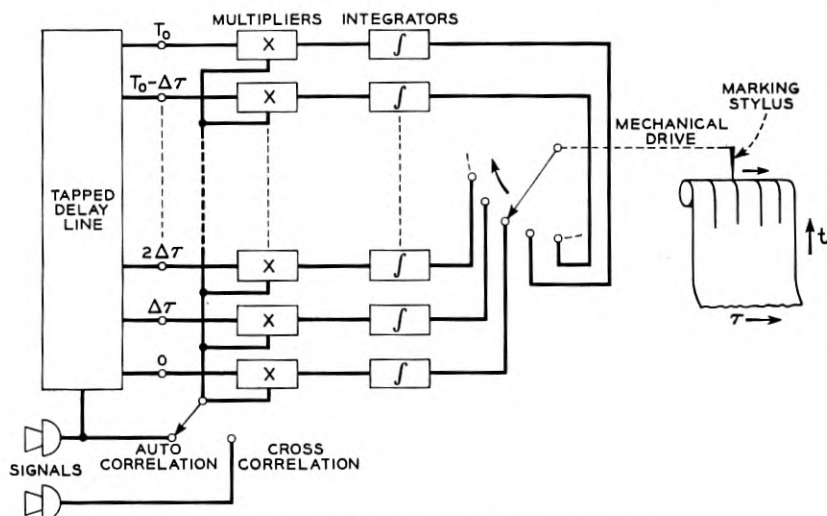 MULTIPLIERS
INTEGRATORS
T₀
X
∫
T₀-Δτ
X
∫
MARKING
STYLUS
MECHANICAL
DRIVE
TAPPED
DELAY
LINE
t
2Δτ
X
∫
Δτ
X
∫
τ
0
X
∫
AUTO
CORRELATION
CROSS
CORRELATION
SIGNALS